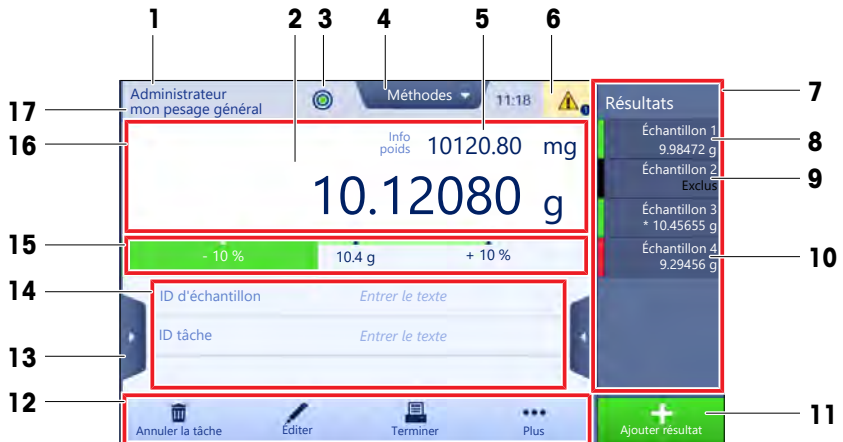 1
2
3
4
5
6
7
17
16
15
14
13
12
8
9
10
11
Administrateur
mon pesage général
Méthodes
11:18
Info
poids
10120.80 mg
10.12080 g
- 10 %
10.4 g
+ 10 %
ID d'échantillon
Entrer le texte
ID tâche
Entrer le texte
Annuler la tâche
Éditer
Terminer
Plus
Résultats
Échantillon 1
9.98472 g
Échantillon 2
Exclus
Échantillon 3
* 10.45655 g
Échantillon 4
9.29456 g
Ajouter résultat